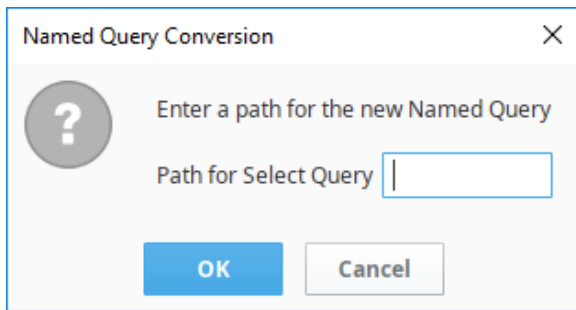 Named Query Conversion
Enter a path for the new Named Query
Path for Select Query
OK Cancel